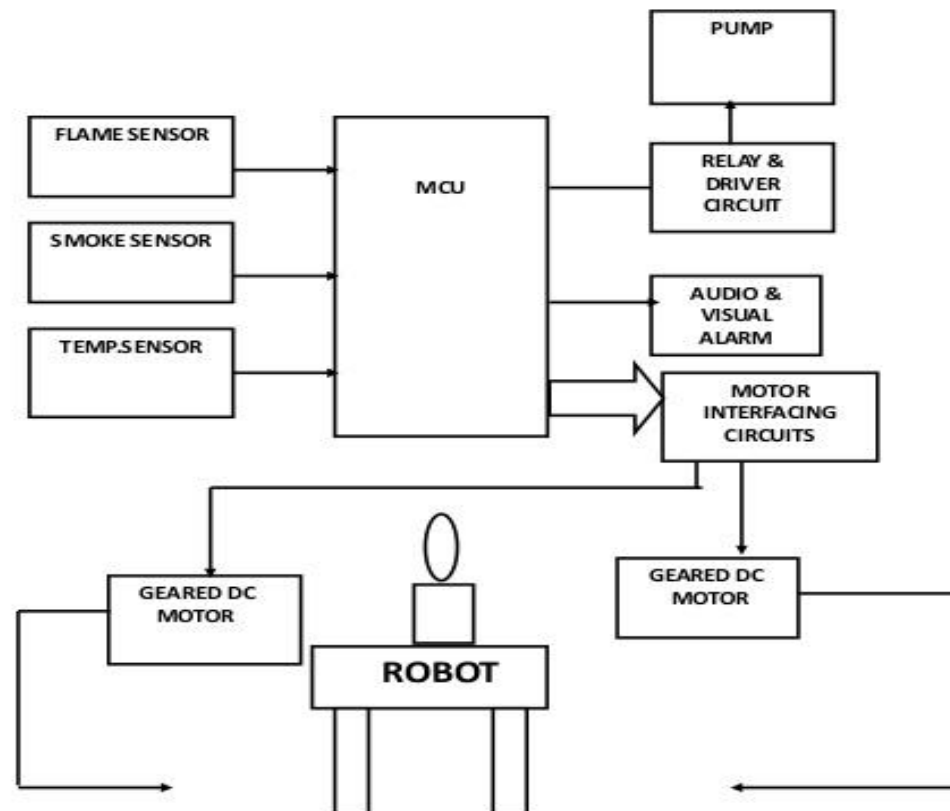 PUMP
FLAME SENSOR
MCU
RELAY &
DRIVER
CIRCUIT
SMOKE SENSOR
AUDIO &
VISUAL
ALARM
TEMP.SENSOR
MOTOR
INTERFACING
CIRCUITS
GEARED DC
MOTOR
GEARED DC
MOTOR
ROBOT